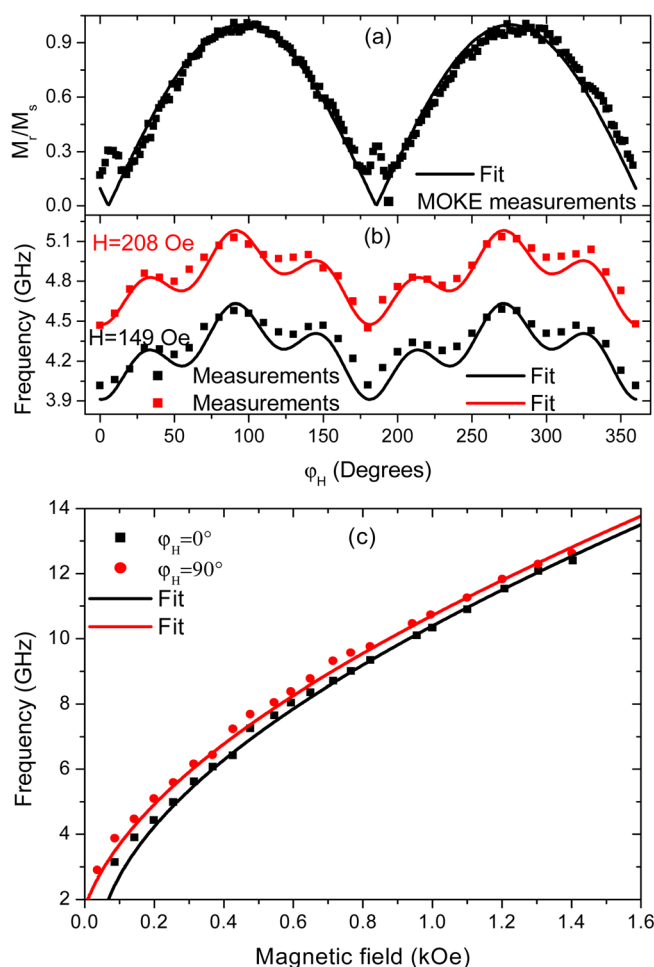 0.9
0.6
0.3
0.0
M_r/M_s
(a)
Fit
MOKE measurements
5.1
4.8
4.5
4.2
3.9
Frequency (GHz)
H=208 Oe
(b)
H=149 Oe
Measurements
Fit
Measurements
Fit
0 50 100 150 200 250 300 350
φ_H (Degrees)
14
12
10
8
6
4
2
Frequency (GHz)
φ_H=0°
(c)
φ_H=90°
Fit
Fit
0.0 0.2 0.4 0.6 0.8 1.0 1.2 1.4 1.6
Magnetic field (kOe)